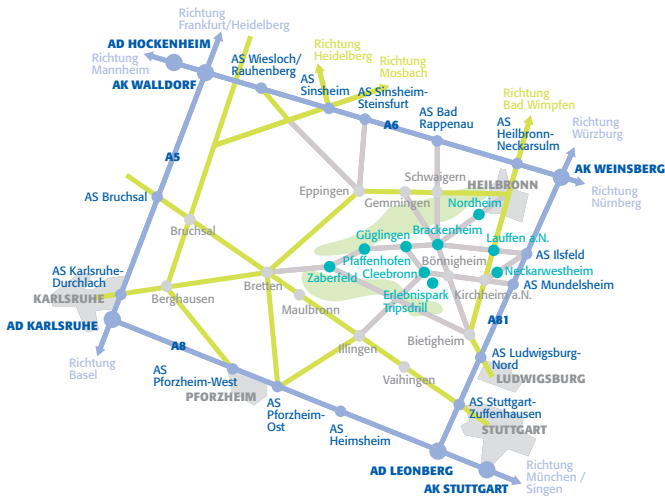 Richtung
Frankfurt/Heidelberg
AD HOCKENHEIM
Richtung
Mannheim
AK WALLDORF
AS Wiesloch/
Rauhenberg
Richtung
Heidelberg
AS
Sinsheim
Richtung
Mosbach
AS Sinsheim-
Steinsfurt
A6
AS Bad
Rappenau
Richtung
Bad Wimpfen
AS
Heilbronn-
Neckarsulm
Richtung
Würzburg
AK WEINSBERG
Richtung
Nürnberg
A5
AS Bruchsal
Bruchsal
Eppingen
Schwaigern
Gemmingen
HEILBRONN
Nordheim
Güglingen
Brackenheim
Lauffen a.N.
Pfaffenhofen
Bönnigheim
AS Ilsfeld
Cleebronn
Neckarwestheim
Zaberfeld
Erlebnispark
Tripsdrill
Kirchheim a.N.
AS Mundelsheim
AS Karlsruhe-
Durchlach
KARLSRUHE
Berghausen
Bretten
Maulbronn
AD KARLSRUHE
A81
A8
Richtung
Basel
Illingen
Bietigheim
AS Ludwigsburg-
Nord
LUDWIGSBURG
AS
Pforzheim-West
PFORZHEIM
Vaihingen
AS
Pforzheim-
Ost
AS
Heimsheim
AS Stuttgart-
Zuffenhausen
STUTTGART
AD LEONBERG
AK STUTTGART
Richtung
München /
Singen